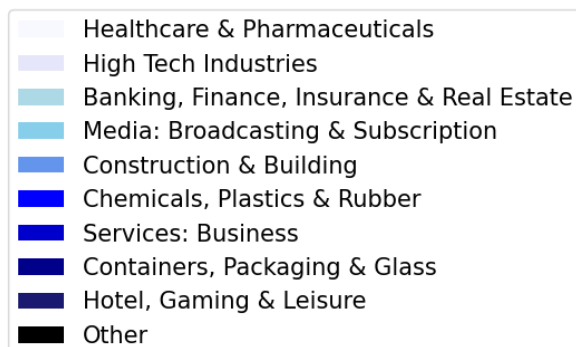 Healthcare & Pharmaceuticals
High Tech Industries
Banking, Finance, Insurance & Real Estate
Media: Broadcasting & Subscription
Construction & Building
Chemicals, Plastics & Rubber
Services: Business
Containers, Packaging & Glass
Hotel, Gaming & Leisure
Other